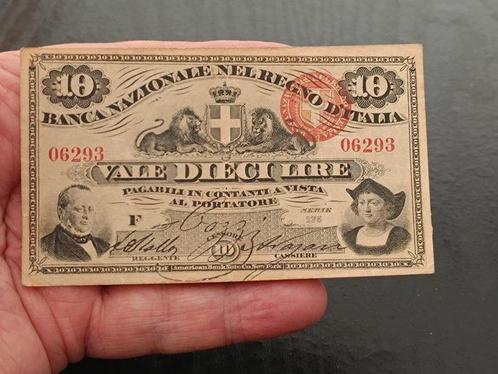 10 10
BANCA NAZIONALE NEL REGNO D'ITALIA
06293 06293
VALE DIECI LIRE
PAGABILI IN CONTANTI A VISTA
AL PORTATORE
F SERIE
10
REGGENTE CASSIERE
American Bank Note Co. New York